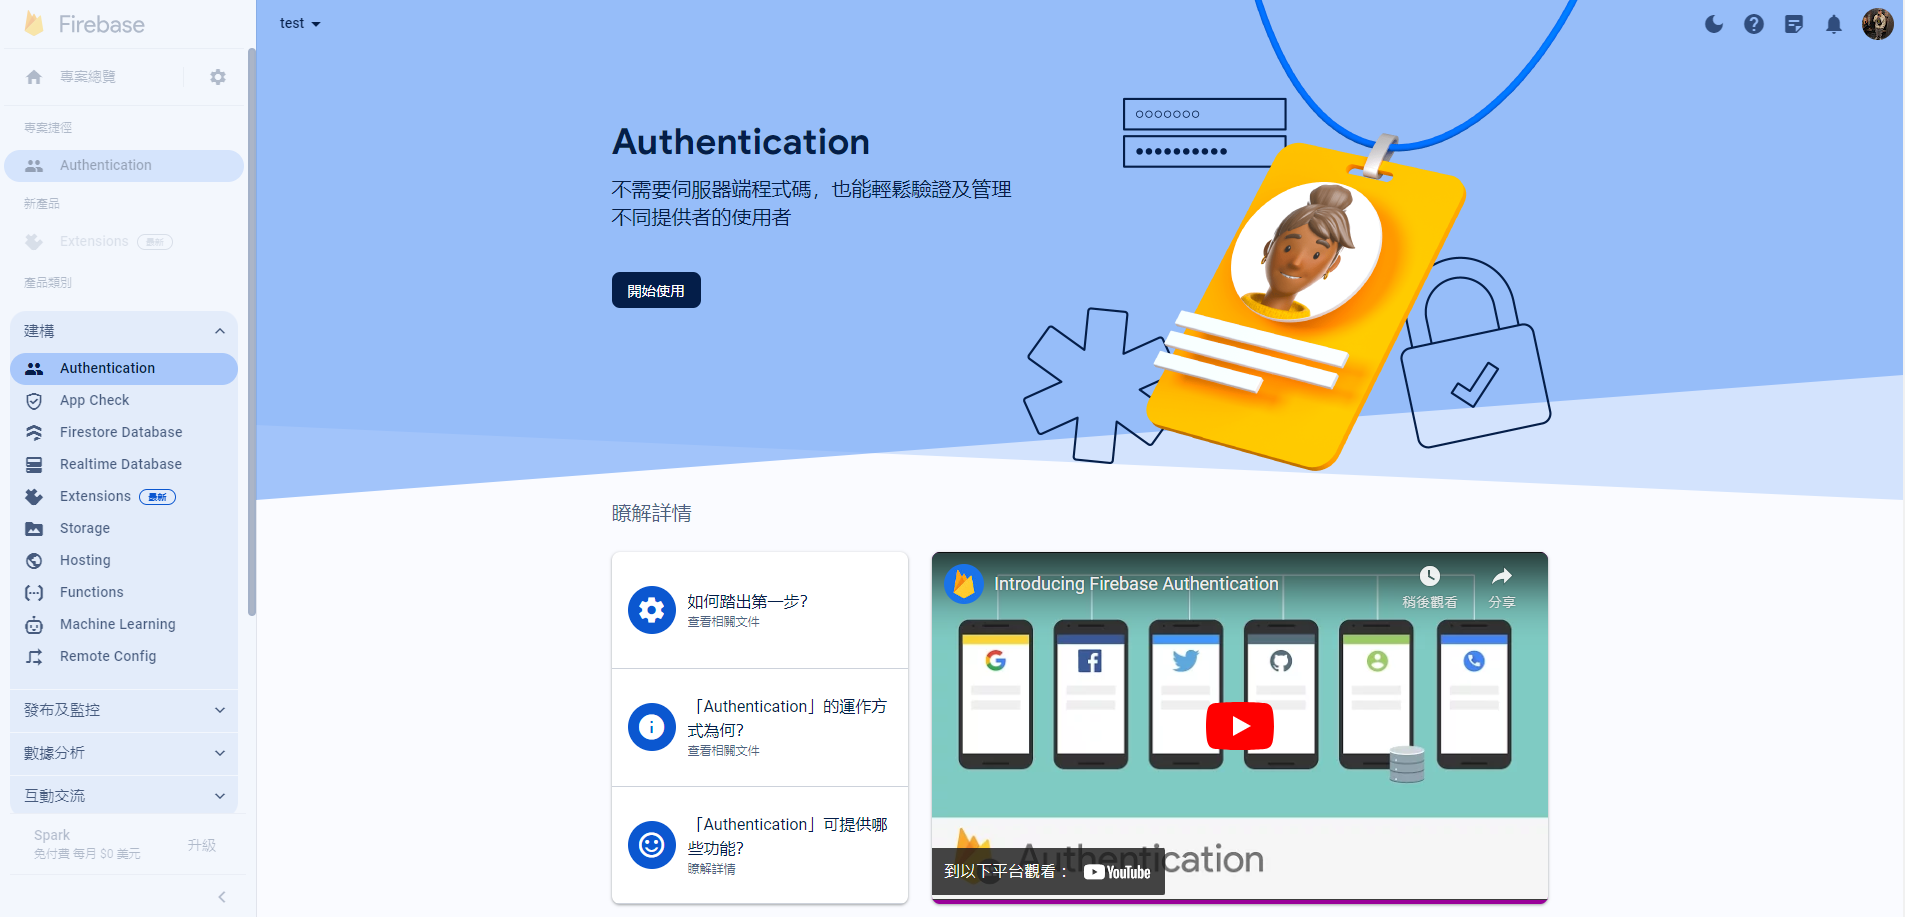 Firebase
專案總覽
專案捷徑
Authentication
新產品
Extensions 最新
產品類別
建構
Authentication
App Check
Firestore Database
Realtime Database
Extensions 最新
Storage
Hosting
Functions
Machine Learning
Remote Config
發布及監控
數據分析
互動交流
Spark
免付費 每月 $0 美元
升級
test
Authentication
不需要伺服器端程式碼，也能輕鬆驗證及管理
不同提供者的使用者
開始使用
瞭解詳情
如何踏出第一步?
查看相關文件
「Authentication」的運作方
式為何?
查看相關文件
「Authentication」可提供哪
些功能?
瞭解詳情
Introducing Firebase Authentication
稍後觀看
分享
Authentication
到以下平台觀看： YouTube